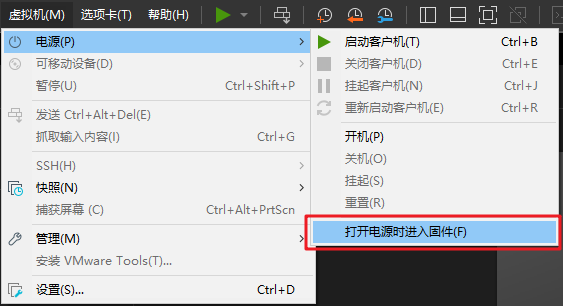 虚拟机(M) 选项卡(T) 帮助(H)
电源(P)
可移动设备(D)
暂停(U) Ctrl+Shift+P
发送 Ctrl+Alt+Del(E)
抓取输入内容(I) Ctrl+G
SSH(H)
快照(N)
捕获屏幕 (C) Ctrl+Alt+PrtScn
管理(M)
安装 VMware Tools(T)...
设置(S)... Ctrl+D
启动客户机(T) Ctrl+B
关闭客户机(D) Ctrl+E
挂起客户机(N) Ctrl+J
重新启动客户机(E) Ctrl+R
开机(P)
关机(O)
挂起(S)
重置(R)
打开电源时进入固件(F)